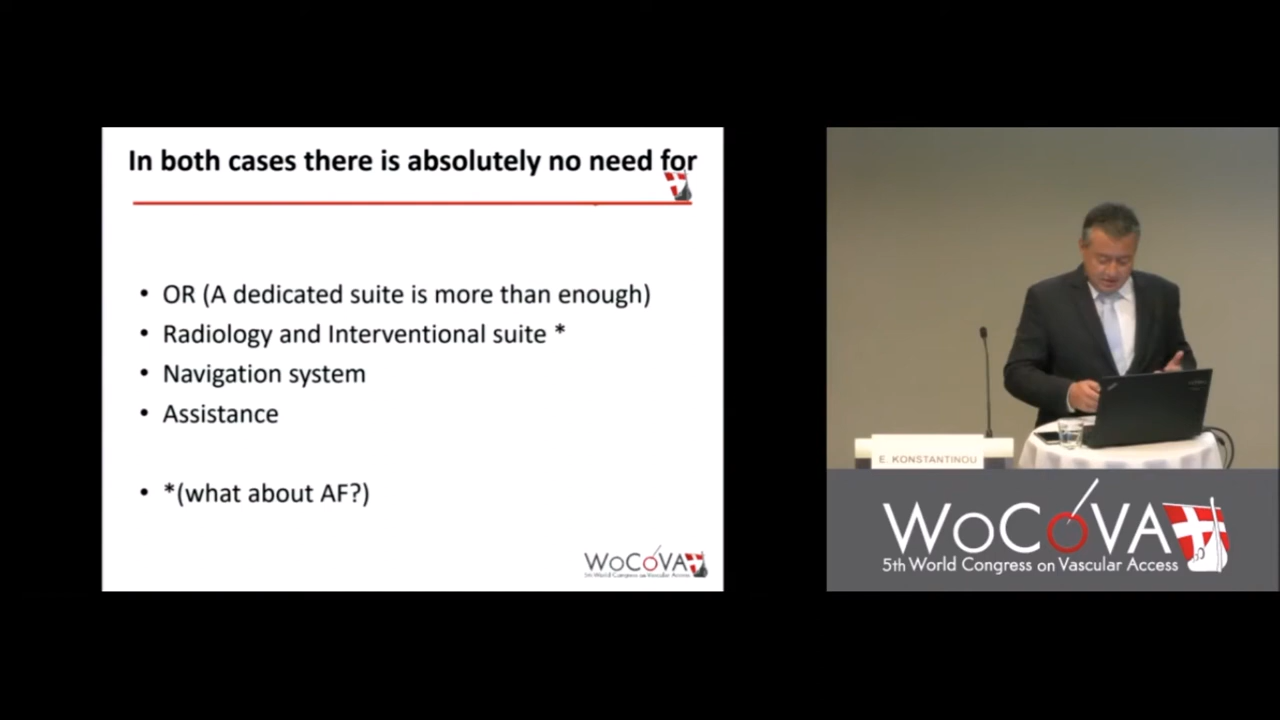 In both cases there is absolutely no need for
• OR (A dedicated suite is more than enough)
• Radiology and Interventional suite *
• Navigation system
• Assistance
• *(what about AF?)
WoCoVA
5th World Congress on Vascular Access
E. KONSTANTINOU
WoCoVA
5th World Congress on Vascular Access